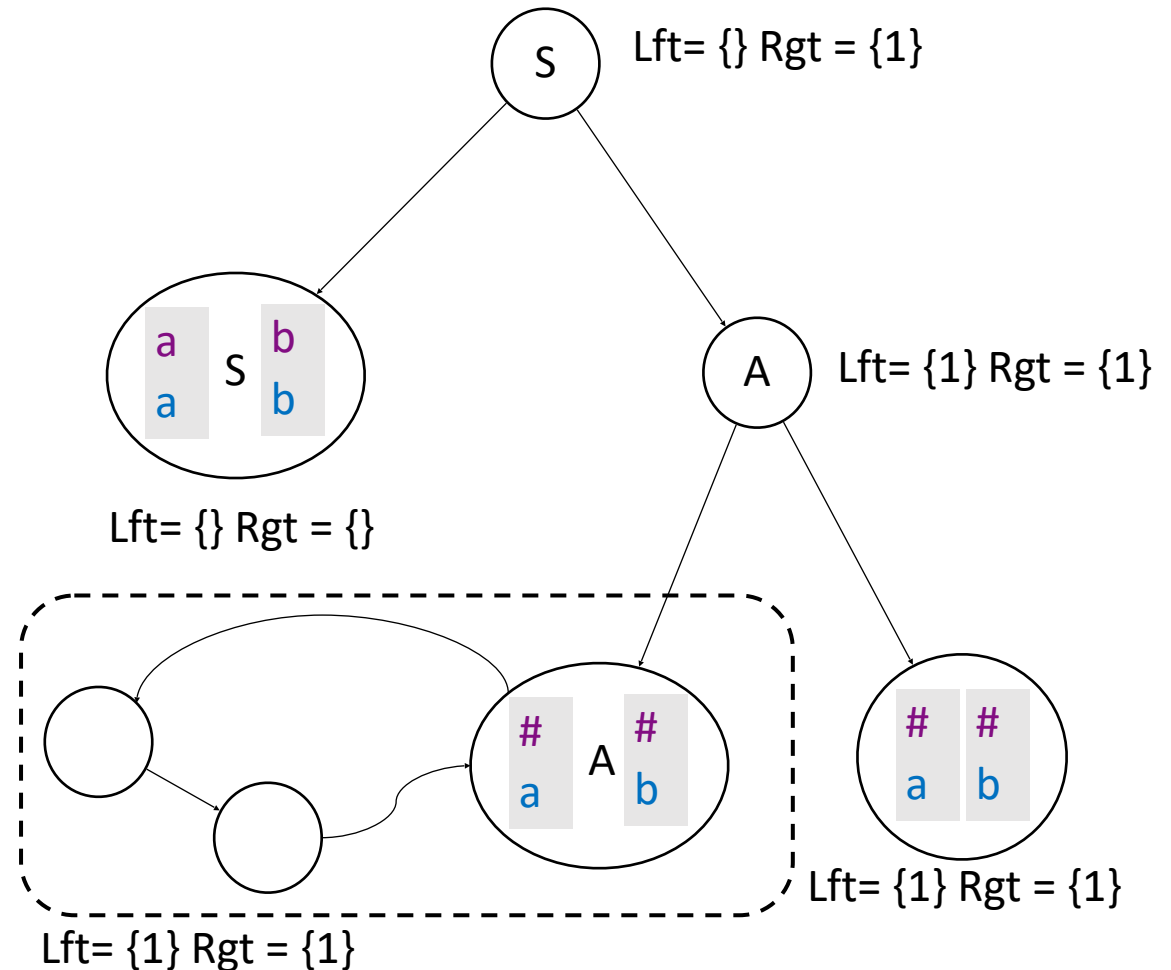 S
Lft= {} Rgt = {1}
a S b
a b
Lft= {} Rgt = {}
A
Lft= {1} Rgt = {1}
# A #
a b
Lft= {1} Rgt = {1}
# #
a b
Lft= {1} Rgt = {1}